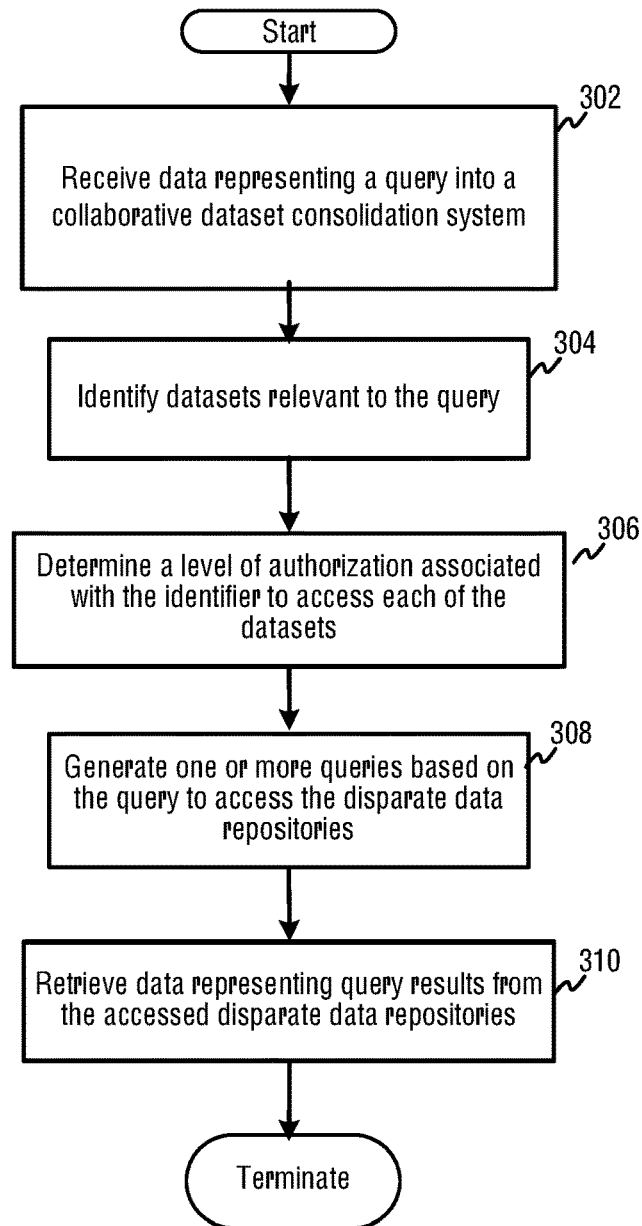 Start
302
Receive data representing a query into a
collaborative dataset consolidation system
304
Identify datasets relevant to the query
306
Determine a level of authorization associated
with the identifier to access each of the
datasets
308
Generate one or more queries based on
the query to access the disparate data
repositories
310
Retrieve data representing query results from
the accessed disparate data repositories
Terminate